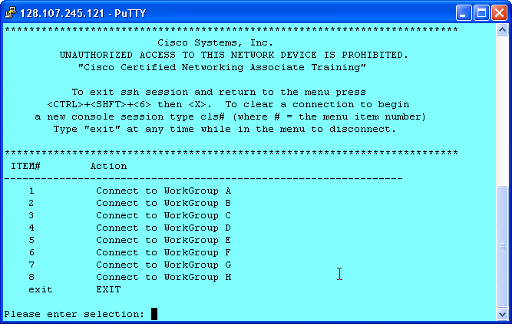 128.107.245.121 - PuTTY
***************************************************************************
Cisco Systems, Inc.
UNAUTHORIZED ACCESS TO THIS NETWORK DEVICE IS PROHIBITED.
"Cisco Certified Networking Associate Training"
To exit ssh session and return to the menu press
<CTRL>+<SHFT>+<6> then <X>.  To clear a connection to begin
a new console session type cls# (where # = the menu item number)
Type "exit" at any time while in the menu to disconnect.
***************************************************************************
ITEM# Action
------------------------------------------------------------------
1 Connect to WorkGroup A
2 Connect to WorkGroup B
3 Connect to WorkGroup C
4 Connect to WorkGroup D
5 Connect to WorkGroup E
6 Connect to WorkGroup F
7 Connect to WorkGroup G
8 Connect to WorkGroup H
exit EXIT
Please enter selection: